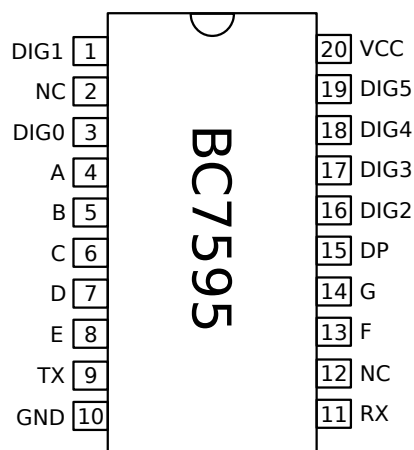 DIG1 1
NC 2
DIG0 3
A 4
B 5
C 6
D 7
E 8
TX 9
GND 10
BC7595
20 VCC
19 DIG5
18 DIG4
17 DIG3
16 DIG2
15 DP
14 G
13 F
12 NC
11 RX